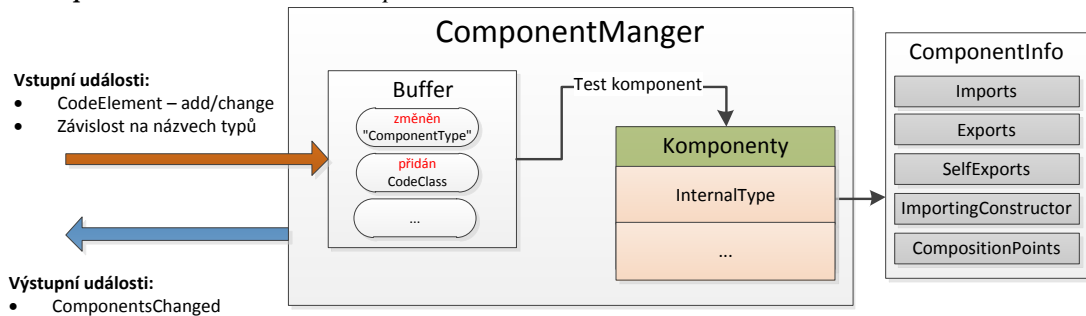 ComponentManger
Vstupní události:
• CodeElement – add/change
• Závislost na názvech typů
Buffer
změněn
"ComponentType"
přidán
CodeClass
...
Test komponent
Komponenty
InternalType
...
ComponentInfo
Imports
Exports
SelfExports
ImportingConstructor
CompositionPoints
Výstupní události:
• ComponentsChanged